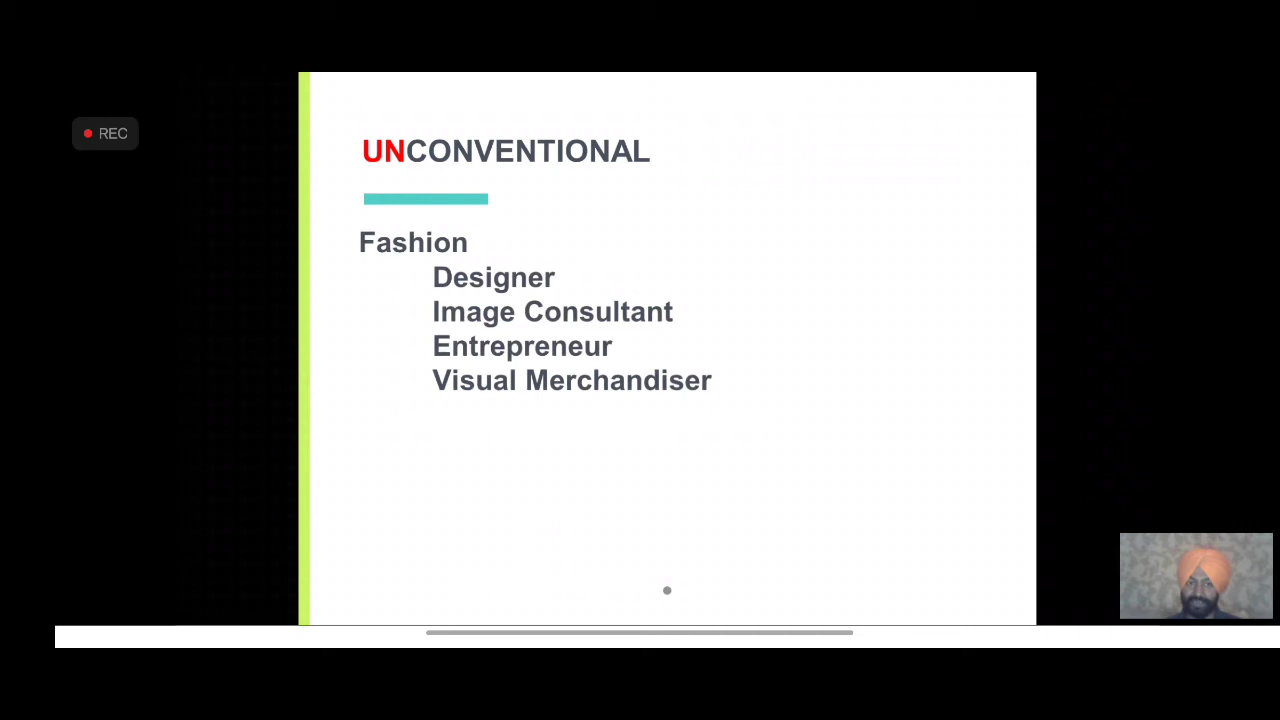 REC
UNCONVENTIONAL
Fashion
Designer
Image Consultant
Entrepreneur
Visual Merchandiser